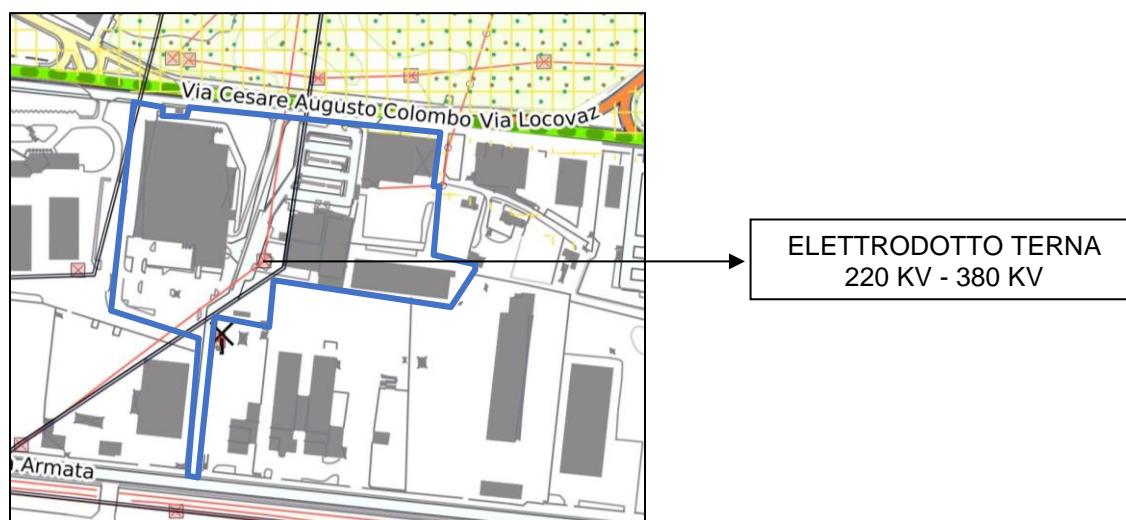 Via Cesare Augusto Colombo Via Locovaz
ELETTRODOTTO TERNA
220 KV - 380 KV
Armata